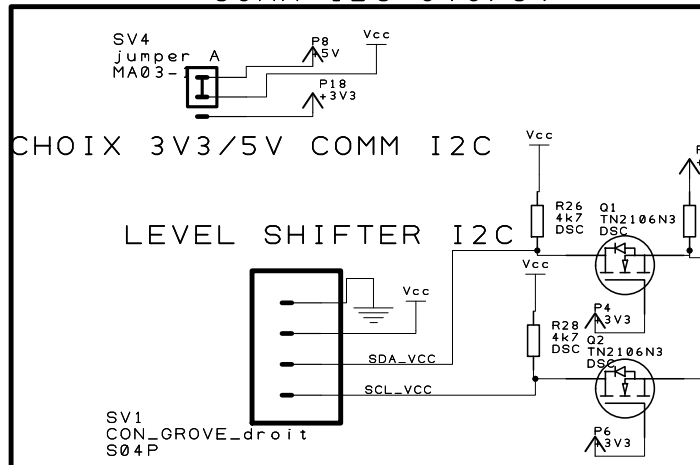 SV4
jumper A
MA03-
P8
+5V
Vcc
P18
+3V3
CHOIX 3V3/5V COMM I2C
Vcc
R26
4k7
DSC
Q1
TN2106N3
DSC
LEVEL SHIFTER I2C
Vcc
Vcc
P4
+3V3
R28
4k7
DSC
Q2
TN2106N3
DSC
SDA_VCC
SCL_VCC
SV1
CON_GROVE_droit
S04P
P6
+3V3